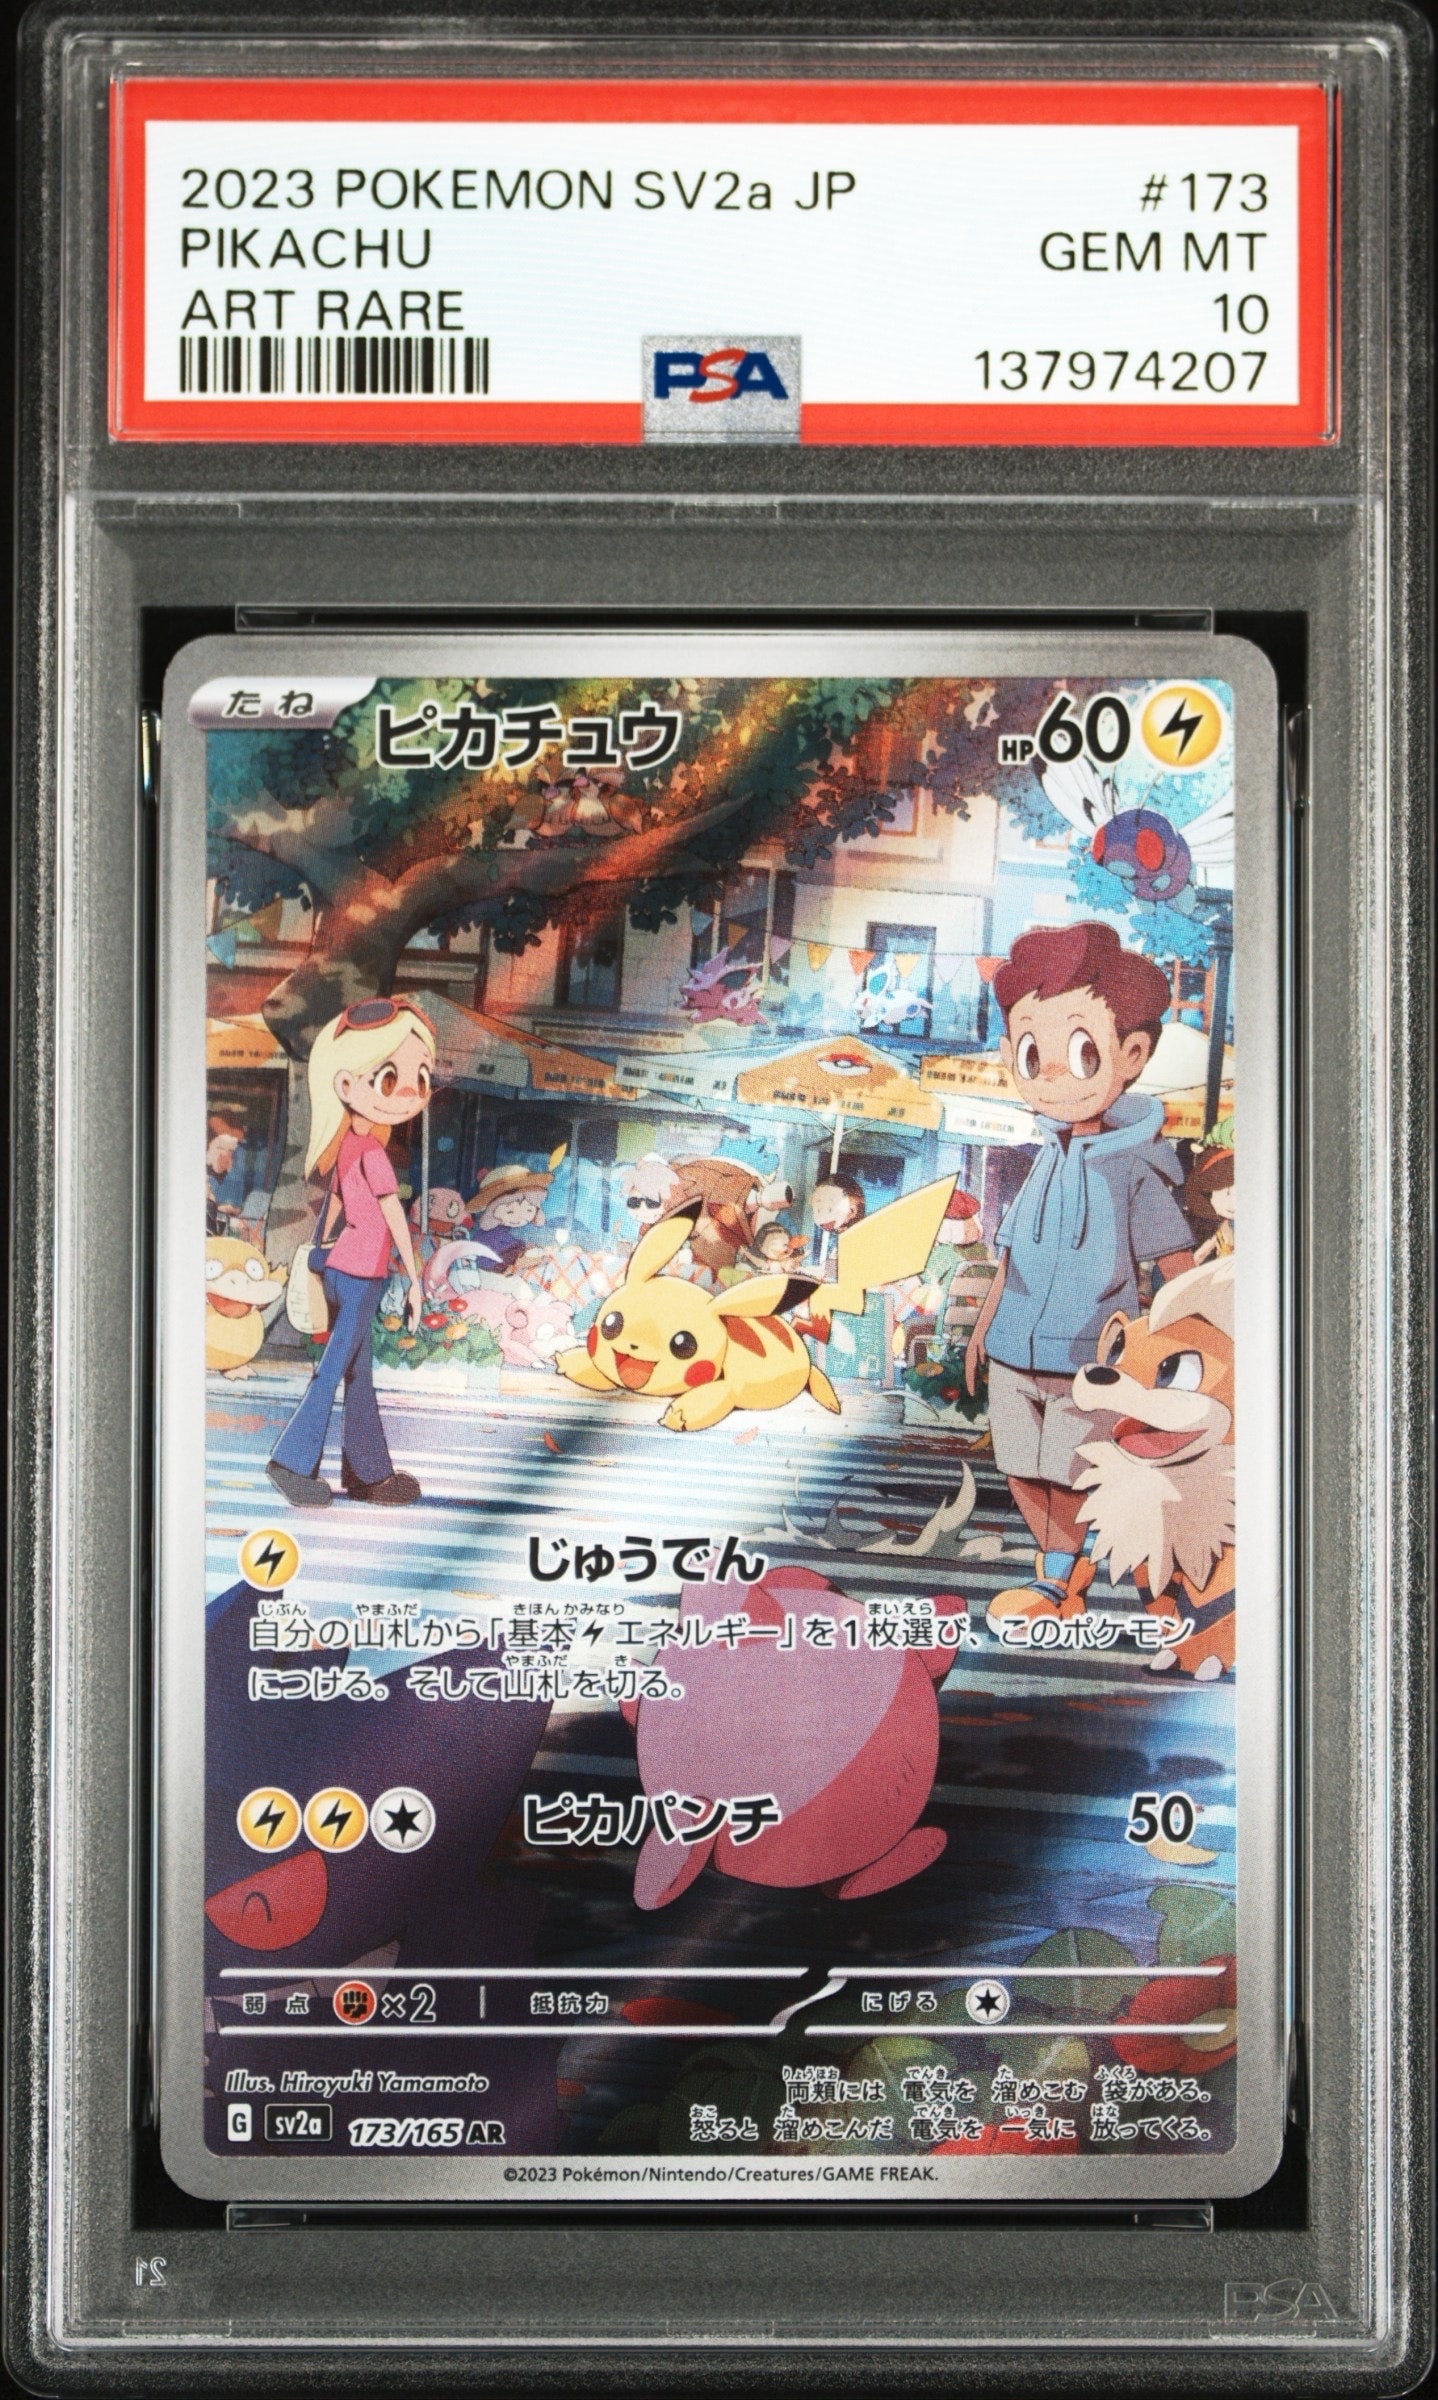 2023 POKEMON SV2a JP #173
PIKACHU GEM MT
ART RARE 10
PSA 137974207
たね ピカチュウ HP60
じゅうでん
自分の山札から「基本エネルギー」を1枚選び、このポケモン
につける。そして山札を切る。
ピカパンチ 50
弱点 ×2 抵抗力 にげる
Illus. Hiroyuki Yamamoto
両頬には 電気を 溜めこむ 袋がある。
怒ると 溜めこんだ 電気を 一気に 放ってくる。
G sv2a 173/165 AR
©2023 Pokémon/Nintendo/Creatures/GAME FREAK.
21
PSA